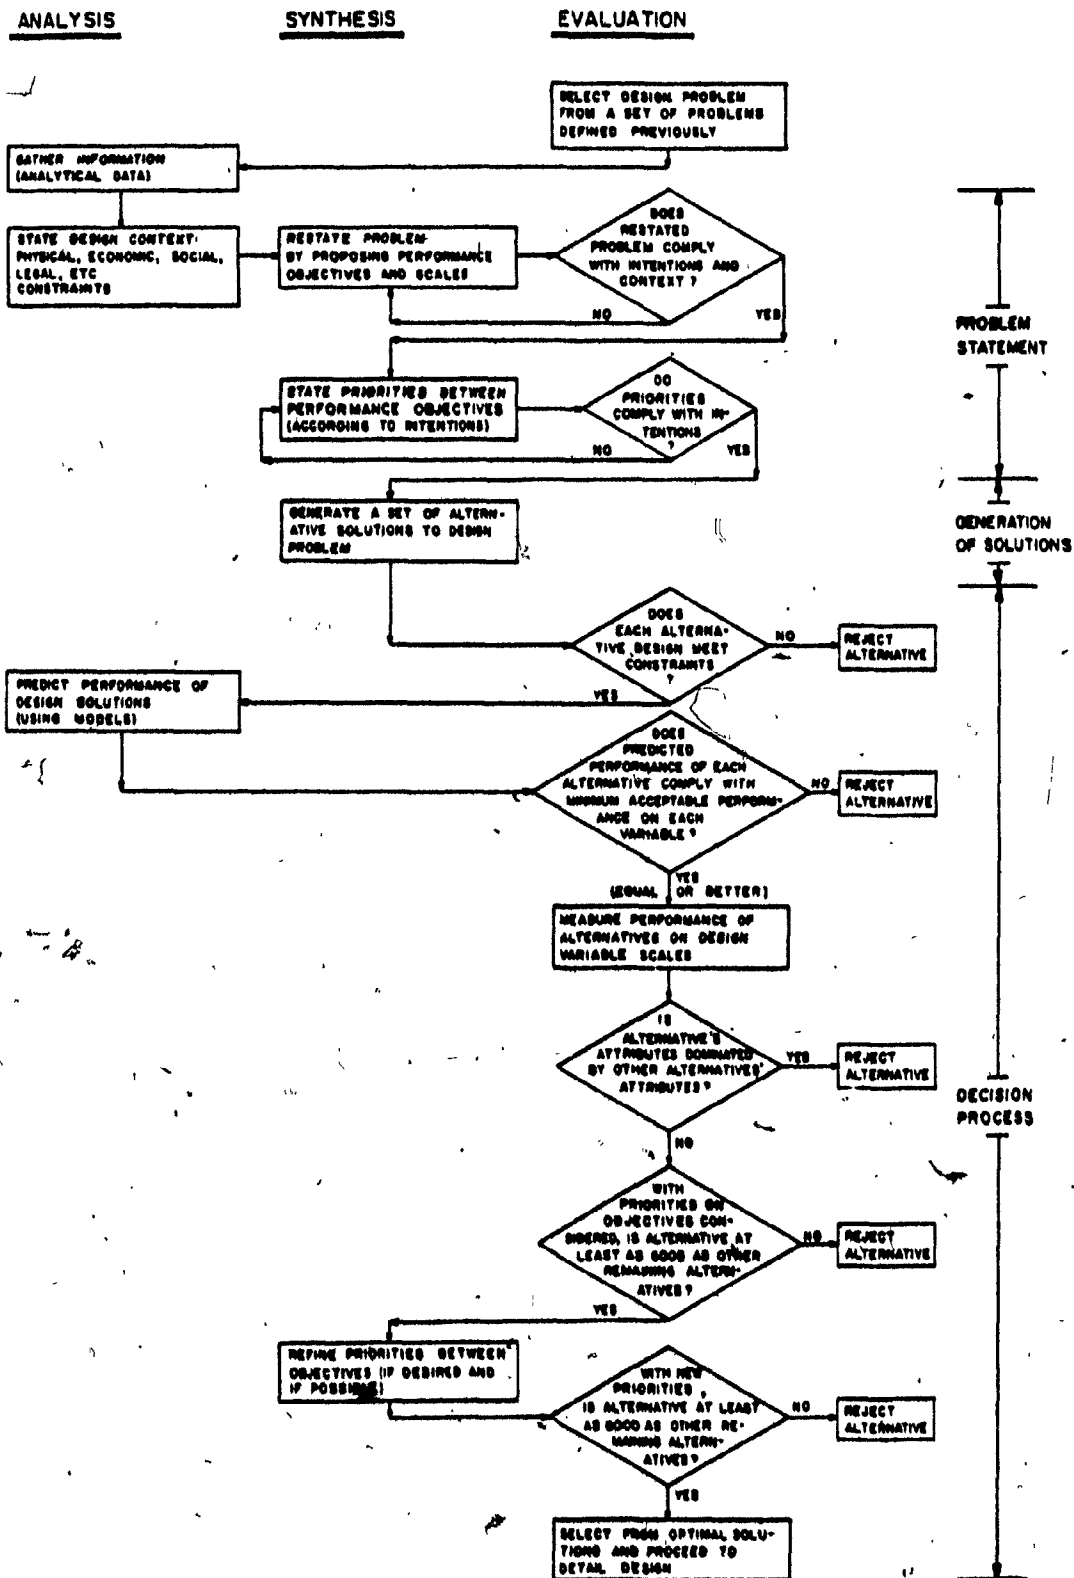 ANALYSIS
SYNTHESIS
EVALUATION
SELECT DESIGN PROBLEM
FROM A SET OF PROBLEMS
DEFINED PREVIOUSLY
GATHER INFORMATION
(ANALYTICAL DATA)
STATE DESIGN CONTEXT:
PHYSICAL, ECONOMIC, SOCIAL,
LEGAL, ETC
CONSTRAINTS
RESTATE PROBLEM
BY PROPOSING PERFORMANCE
OBJECTIVES AND SCALES
DOES
RESTATED
PROBLEM COMPLY
WITH INTENTIONS AND
CONTEXT ?
NO
YES
PROBLEM
STATEMENT
STATE PRIORITIES BETWEEN
PERFORMANCE OBJECTIVES
(ACCORDING TO INTENTIONS)
DO
PRIORITIES
COMPLY WITH IN-
TENTIONS
?
NO
YES
GENERATE A SET OF ALTERN-
ATIVE SOLUTIONS TO DESIGN
PROBLEM
GENERATION
OF SOLUTIONS
DOES
EACH ALTERNA-
TIVE DESIGN MEET
CONSTRAINTS
?
NO
REJECT
ALTERNATIVE
YES
PREDICT PERFORMANCE OF
DESIGN SOLUTIONS
(USING MODELS)
DOES
PREDICTED
PERFORMANCE OF EACH
ALTERNATIVE COMPLY WITH
MINIMUM ACCEPTABLE PERFORM-
ANCE ON EACH
VARIABLE ?
NO
REJECT
ALTERNATIVE
YES
(EQUAL OR BETTER)
MEASURE PERFORMANCE OF
ALTERNATIVES ON DESIGN
VARIABLE SCALES
IS
ALTERNATIVE'S
ATTRIBUTES DOMINATED
BY OTHER ALTERNATIVES'
ATTRIBUTES ?
YES
REJECT
ALTERNATIVE
NO
DECISION
PROCESS
WITH
PRIORITIES ON
OBJECTIVES CON-
SIDERED, IS ALTERNATIVE AT
LEAST AS GOOD AS OTHER
REMAINING ALTERN-
ATIVES ?
NO
REJECT
ALTERNATIVE
YES
REFINE PRIORITIES BETWEEN
OBJECTIVES (IF DESIRED AND
IF POSSIBLE)
WITH NEW
PRIORITIES,
IS ALTERNATIVE AT LEAST
AS GOOD AS OTHER RE-
MAINING ALTERN-
ATIVES ?
NO
REJECT
ALTERNATIVE
YES
SELECT FROM OPTIMAL SOLU-
TIONS AND PROCEED TO
DETAIL DESIGN